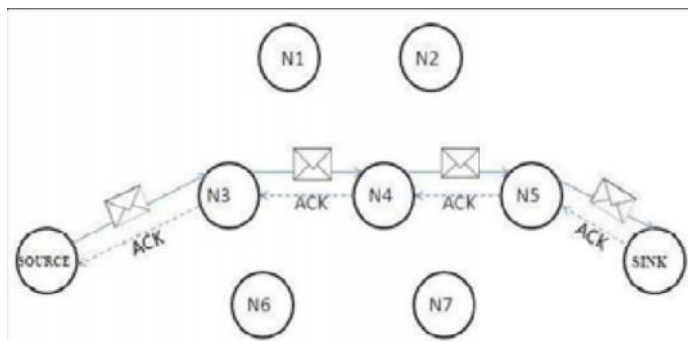 N1 N2
N3 ACK N4 ACK N5
SOURCE ACK ACK SINK
N6 N7